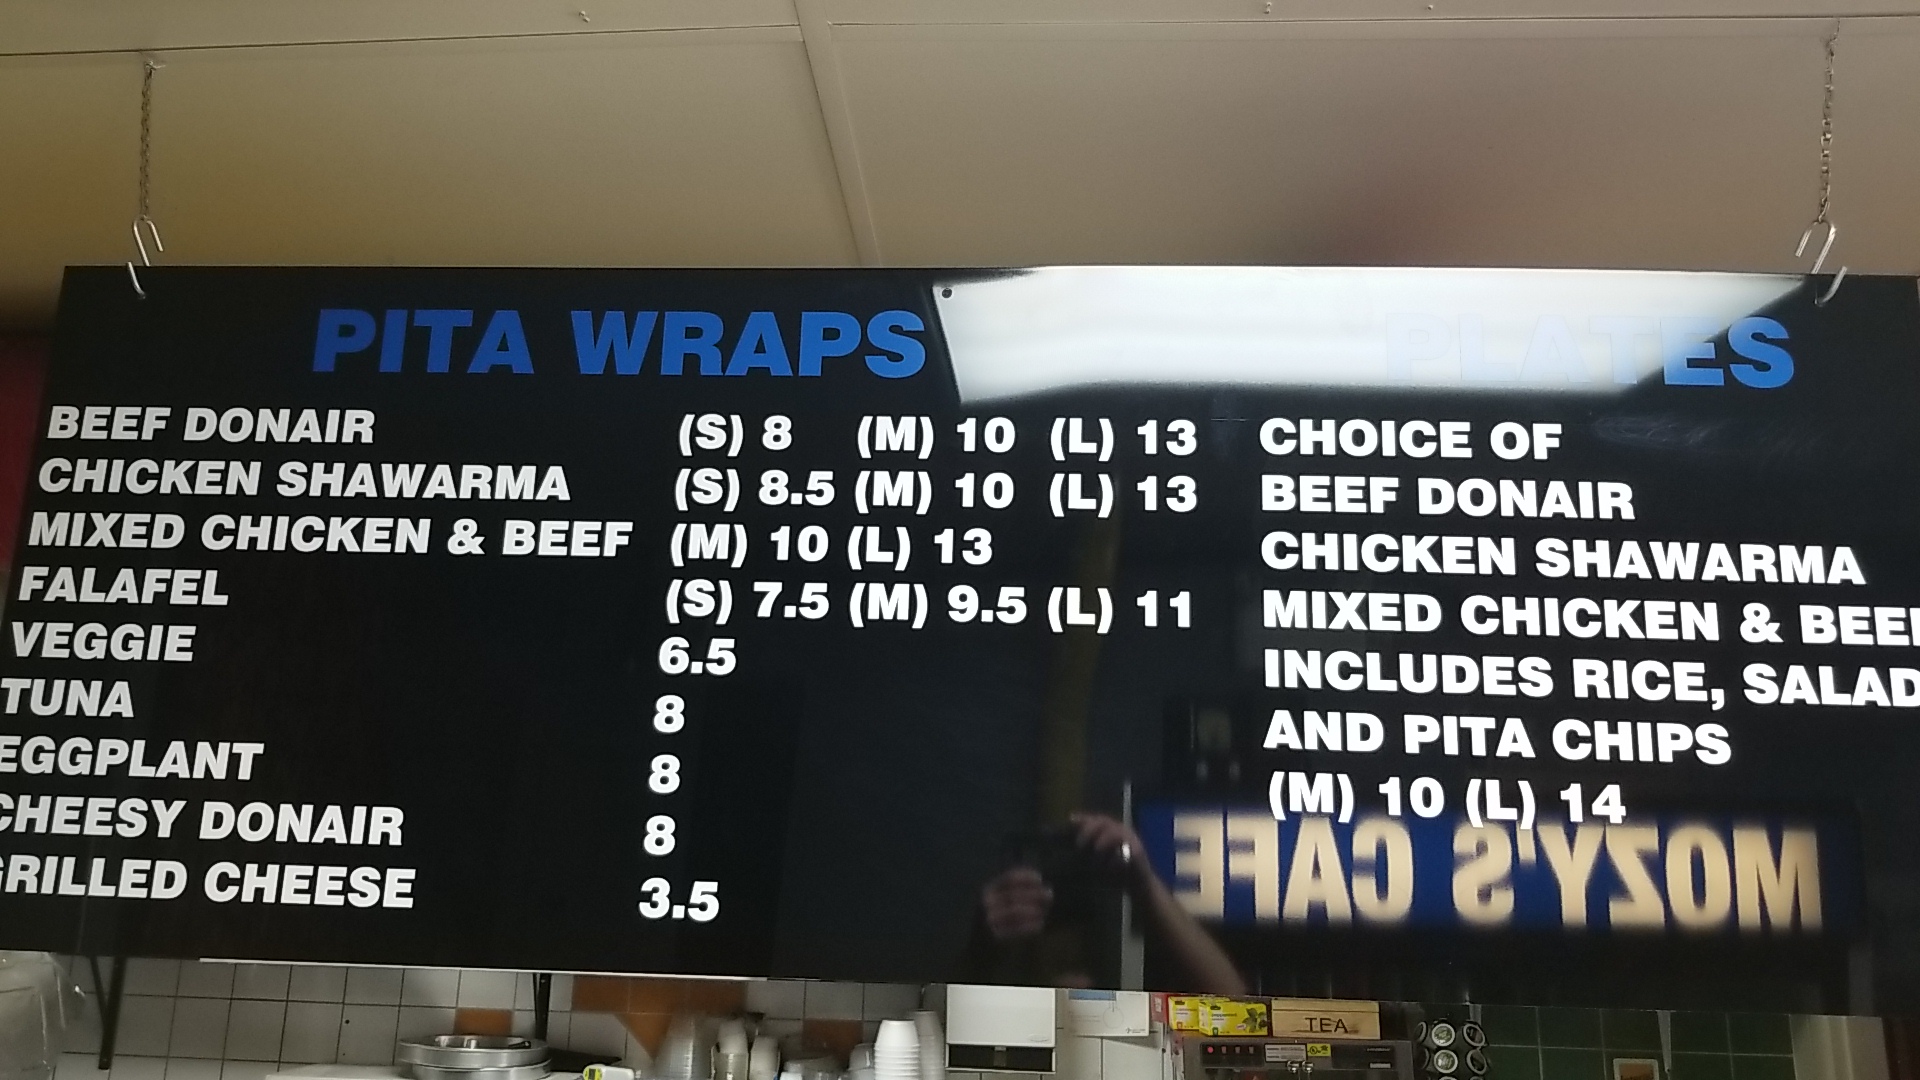 PITA WRAPS
BEEF DONAIR (S) 8 (M) 10 (L) 13
CHICKEN SHAWARMA (S) 8.5 (M) 10 (L) 13
MIXED CHICKEN & BEEF (M) 10 (L) 13
FALAFEL (S) 7.5 (M) 9.5 (L) 11
VEGGIE 6.5
TUNA 8
EGGPLANT 8
CHEESY DONAIR 8
GRILLED CHEESE 3.5
PLATES
CHOICE OF
BEEF DONAIR
CHICKEN SHAWARMA
MIXED CHICKEN & BEEF
INCLUDES RICE, SALAD
AND PITA CHIPS
(M) 10 (L) 14
MOZY'S CAFE
TEA